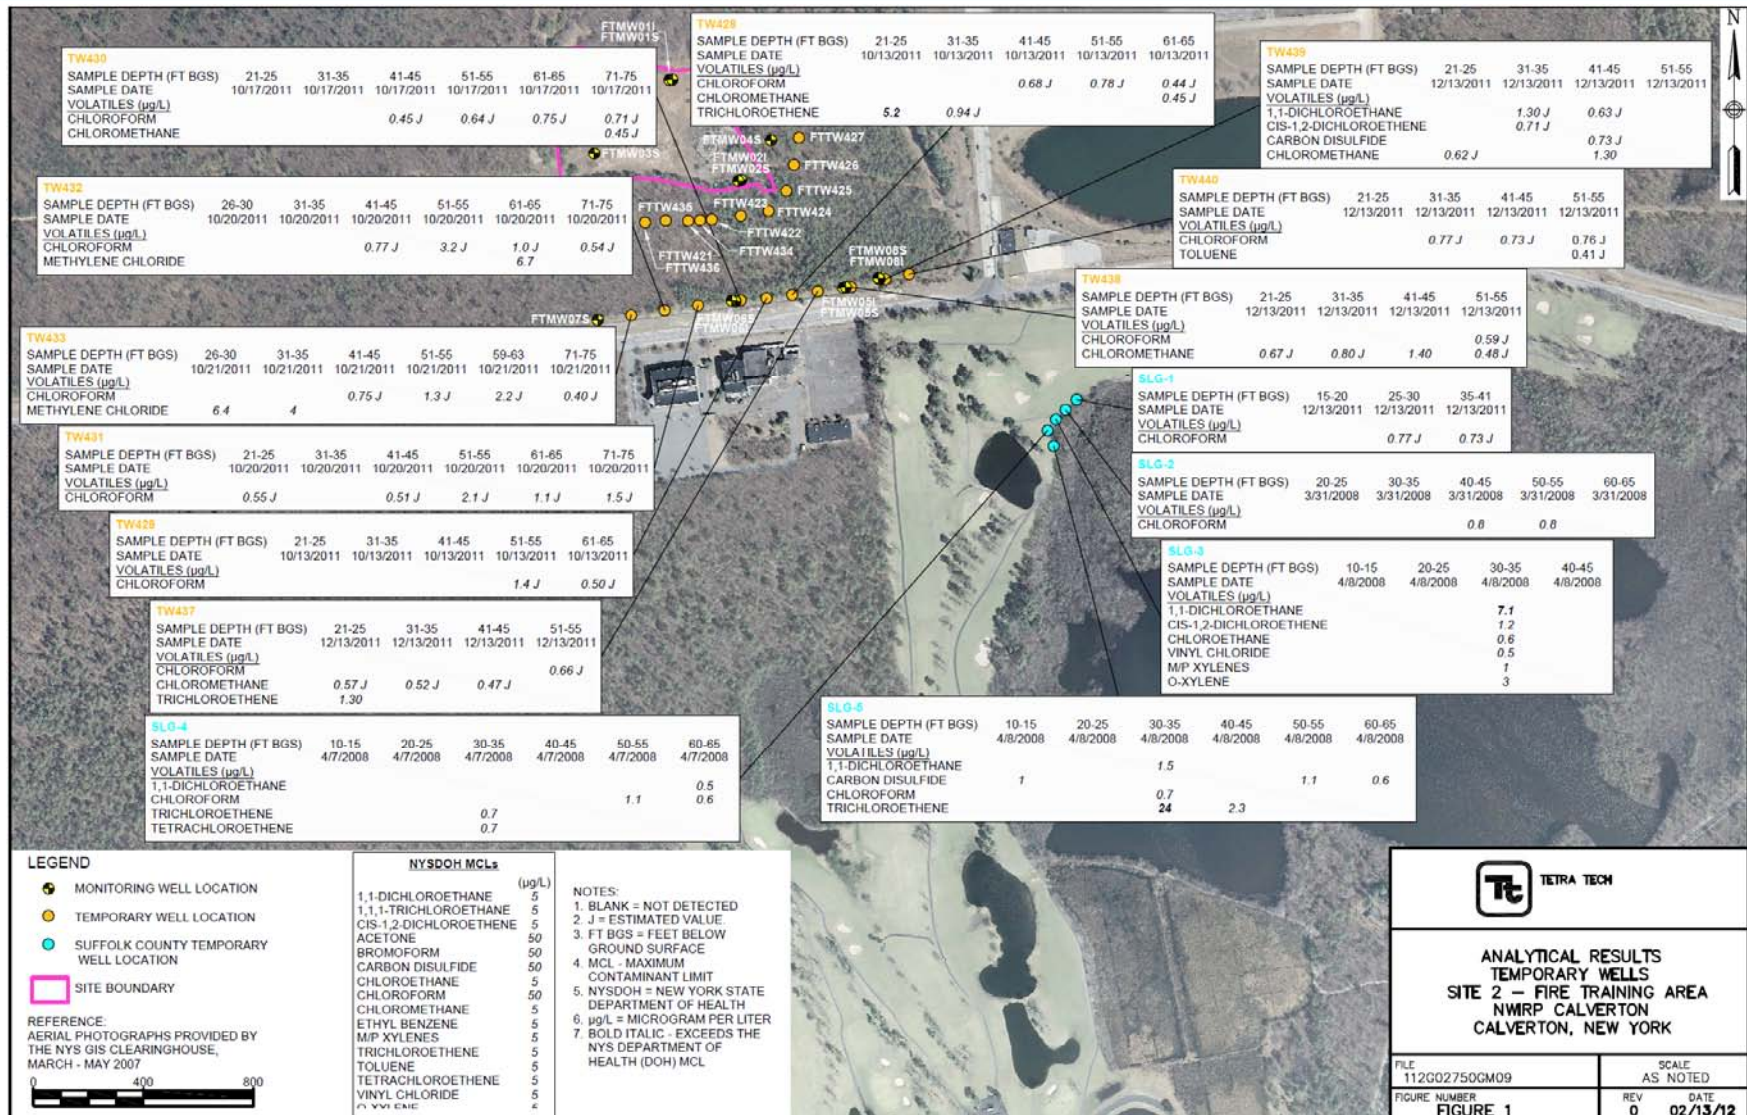 FTMW01I
FTMW01S
TW430
SAMPLE DEPTH (FT BGS) 21-25 31-35 41-45 51-55 61-65 71-75
SAMPLE DATE 10/17/2011 10/17/2011 10/17/2011 10/17/2011 10/17/2011 10/17/2011
VOLATILES (µg/L)
CHLOROFORM 0.45 J 0.64 J 0.75 J 0.71 J
CHLOROMETHANE 0.45 J
TW428
SAMPLE DEPTH (FT BGS) 21-25 31-35 41-45 51-55 61-65
SAMPLE DATE 10/13/2011 10/13/2011 10/13/2011 10/13/2011 10/13/2011
VOLATILES (µg/L)
CHLOROFORM 0.68 J 0.78 J 0.44 J
CHLOROMETHANE 0.45 J
TRICHLOROETHENE 5.2 0.94 J
TW439
SAMPLE DEPTH (FT BGS) 21-25 31-35 41-45 51-55
SAMPLE DATE 12/13/2011 12/13/2011 12/13/2011 12/13/2011
VOLATILES (µg/L)
1,1-DICHLOROETHANE 1.30 J 0.63 J
CIS-1,2-DICHLOROETHENE 0.71 J
CARBON DISULFIDE 0.73 J
CHLOROMETHANE 0.62 J 1.30
N
FTMW03S
FTMW04S
FTTW427
FTMW02I
FTMW02S
FTTW426
FTTW425
FTTW424
FTTW423
FTTW435
FTTW422
FTTW434
FTTW421
FTTW436
FTMW08S
FTMW08I
FTMW05I
FTMW05S
FTMW06S
FTMW06I
FTMW07S
TW432
SAMPLE DEPTH (FT BGS) 26-30 31-35 41-45 51-55 61-65 71-75
SAMPLE DATE 10/20/2011 10/20/2011 10/20/2011 10/20/2011 10/20/2011 10/20/2011
VOLATILES (µg/L)
CHLOROFORM 0.77 J 3.2 J 1.0 J 0.54 J
METHYLENE CHLORIDE 6.7
TW440
SAMPLE DEPTH (FT BGS) 21-25 31-35 41-45 51-55
SAMPLE DATE 12/13/2011 12/13/2011 12/13/2011 12/13/2011
VOLATILES (µg/L)
CHLOROFORM 0.77 J 0.73 J 0.76 J
TOLUENE 0.41 J
TW438
SAMPLE DEPTH (FT BGS) 21-25 31-35 41-45 51-55
SAMPLE DATE 12/13/2011 12/13/2011 12/13/2011 12/13/2011
VOLATILES (µg/L)
CHLOROFORM 0.59 J
CHLOROMETHANE 0.67 J 0.80 J 1.40 0.48 J
TW433
SAMPLE DEPTH (FT BGS) 26-30 31-35 41-45 51-55 59-63 71-75
SAMPLE DATE 10/21/2011 10/21/2011 10/21/2011 10/21/2011 10/21/2011 10/21/2011
VOLATILES (µg/L)
CHLOROFORM 0.75 J 1.3 J 2.2 J 0.40 J
METHYLENE CHLORIDE 6.4 4
SLG-1
SAMPLE DEPTH (FT BGS) 15-20 25-30 35-41
SAMPLE DATE 12/13/2011 12/13/2011 12/13/2011
VOLATILES (µg/L)
CHLOROFORM 0.77 J 0.73 J
TW431
SAMPLE DEPTH (FT BGS) 21-25 31-35 41-45 51-55 61-65 71-75
SAMPLE DATE 10/20/2011 10/20/2011 10/20/2011 10/20/2011 10/20/2011 10/20/2011
VOLATILES (µg/L)
CHLOROFORM 0.55 J 0.51 J 2.1 J 1.1 J 1.5 J
SLG-2
SAMPLE DEPTH (FT BGS) 20-25 30-35 40-45 50-55 60-65
SAMPLE DATE 3/31/2008 3/31/2008 3/31/2008 3/31/2008 3/31/2008
VOLATILES (µg/L)
CHLOROFORM 0.8 0.8
TW429
SAMPLE DEPTH (FT BGS) 21-25 31-35 41-45 51-55 61-65
SAMPLE DATE 10/13/2011 10/13/2011 10/13/2011 10/13/2011 10/13/2011
VOLATILES (µg/L)
CHLOROFORM 1.4 J 0.50 J
SLG-3
SAMPLE DEPTH (FT BGS) 10-15 20-25 30-35 40-45
SAMPLE DATE 4/8/2008 4/8/2008 4/8/2008 4/8/2008
VOLATILES (µg/L)
1,1-DICHLOROETHANE 7.1
CIS-1,2-DICHLOROETHENE 1.2
CHLOROETHANE 0.6
VINYL CHLORIDE 0.5
M/P XYLENES 1
O-XYLENE 3
TW437
SAMPLE DEPTH (FT BGS) 21-25 31-35 41-45 51-55
SAMPLE DATE 12/13/2011 12/13/2011 12/13/2011 12/13/2011
VOLATILES (µg/L)
CHLOROFORM 0.66 J
CHLOROMETHANE 0.57 J 0.52 J 0.47 J
TRICHLOROETHENE 1.30
SLG-4
SAMPLE DEPTH (FT BGS) 10-15 20-25 30-35 40-45 50-55 60-65
SAMPLE DATE 4/7/2008 4/7/2008 4/7/2008 4/7/2008 4/7/2008 4/7/2008
VOLATILES (µg/L)
1,1-DICHLOROETHANE 0.5
CHLOROFORM 1.1 0.6
TRICHLOROETHENE 0.7
TETRACHLOROETHENE 0.7
SLG-5
SAMPLE DEPTH (FT BGS) 10-15 20-25 30-35 40-45 50-55 60-65
SAMPLE DATE 4/8/2008 4/8/2008 4/8/2008 4/8/2008 4/8/2008 4/8/2008
VOLATILES (µg/L)
1,1-DICHLOROETHANE 1.5
CARBON DISULFIDE 1 1.1 0.6
CHLOROFORM 0.7
TRICHLOROETHENE 24 2.3
LEGEND
MONITORING WELL LOCATION
TEMPORARY WELL LOCATION
SUFFOLK COUNTY TEMPORARY
WELL LOCATION
SITE BOUNDARY
REFERENCE:
AERIAL PHOTOGRAPHS PROVIDED BY
THE NYS GIS CLEARINGHOUSE,
MARCH - MAY 2007
0 400 800
NYSDOH MCLs
(µg/L)
1,1-DICHLOROETHANE 5
1,1,1-TRICHLOROETHANE 5
CIS-1,2-DICHLOROETHENE 5
ACETONE 50
BROMOFORM 50
CARBON DISULFIDE 50
CHLOROETHANE 5
CHLOROFORM 50
CHLOROMETHANE 5
ETHYL BENZENE 5
M/P XYLENES 5
TRICHLOROETHENE 5
TOLUENE 5
TETRACHLOROETHENE 5
VINYL CHLORIDE 5
O-XYLENE 5
NOTES:
1. BLANK = NOT DETECTED
2. J = ESTIMATED VALUE.
3. FT BGS = FEET BELOW
GROUND SURFACE
4. MCL - MAXIMUM
CONTAMINANT LIMIT
5. NYSDOH = NEW YORK STATE
DEPARTMENT OF HEALTH
6. µg/L = MICROGRAM PER LITER
7. BOLD ITALIC - EXCEEDS THE
NYS DEPARTMENT OF
HEALTH (DOH) MCL
Tt TETRA TECH
ANALYTICAL RESULTS
TEMPORARY WELLS
SITE 2 – FIRE TRAINING AREA
NWIRP CALVERTON
CALVERTON, NEW YORK
FILE
112G02750GM09
SCALE
AS NOTED
FIGURE NUMBER
FIGURE 1
REV
0
DATE
02/13/12